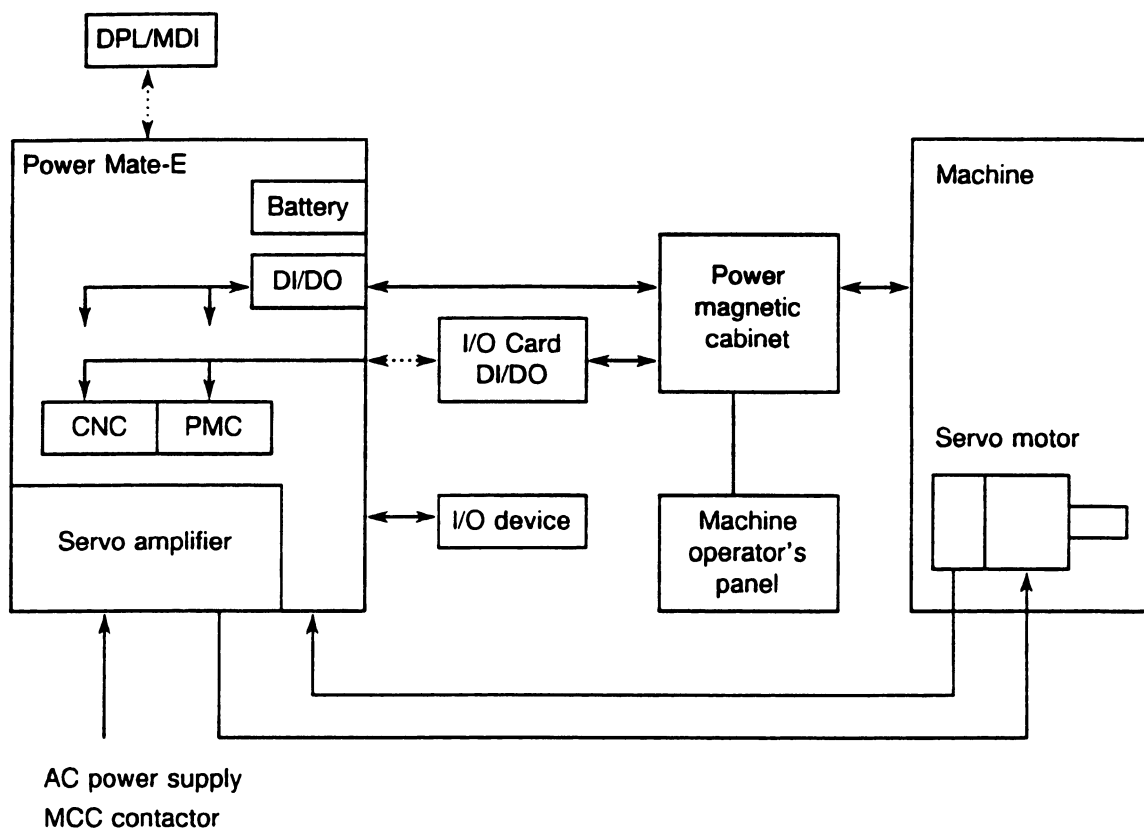 DPL/MDI
Power Mate-E
Battery
DI/DO
CNC
PMC
Servo amplifier
I/O Card
DI/DO
I/O device
Power
magnetic
cabinet
Machine
operator's
panel
Machine
Servo motor
AC power supply
MCC contactor